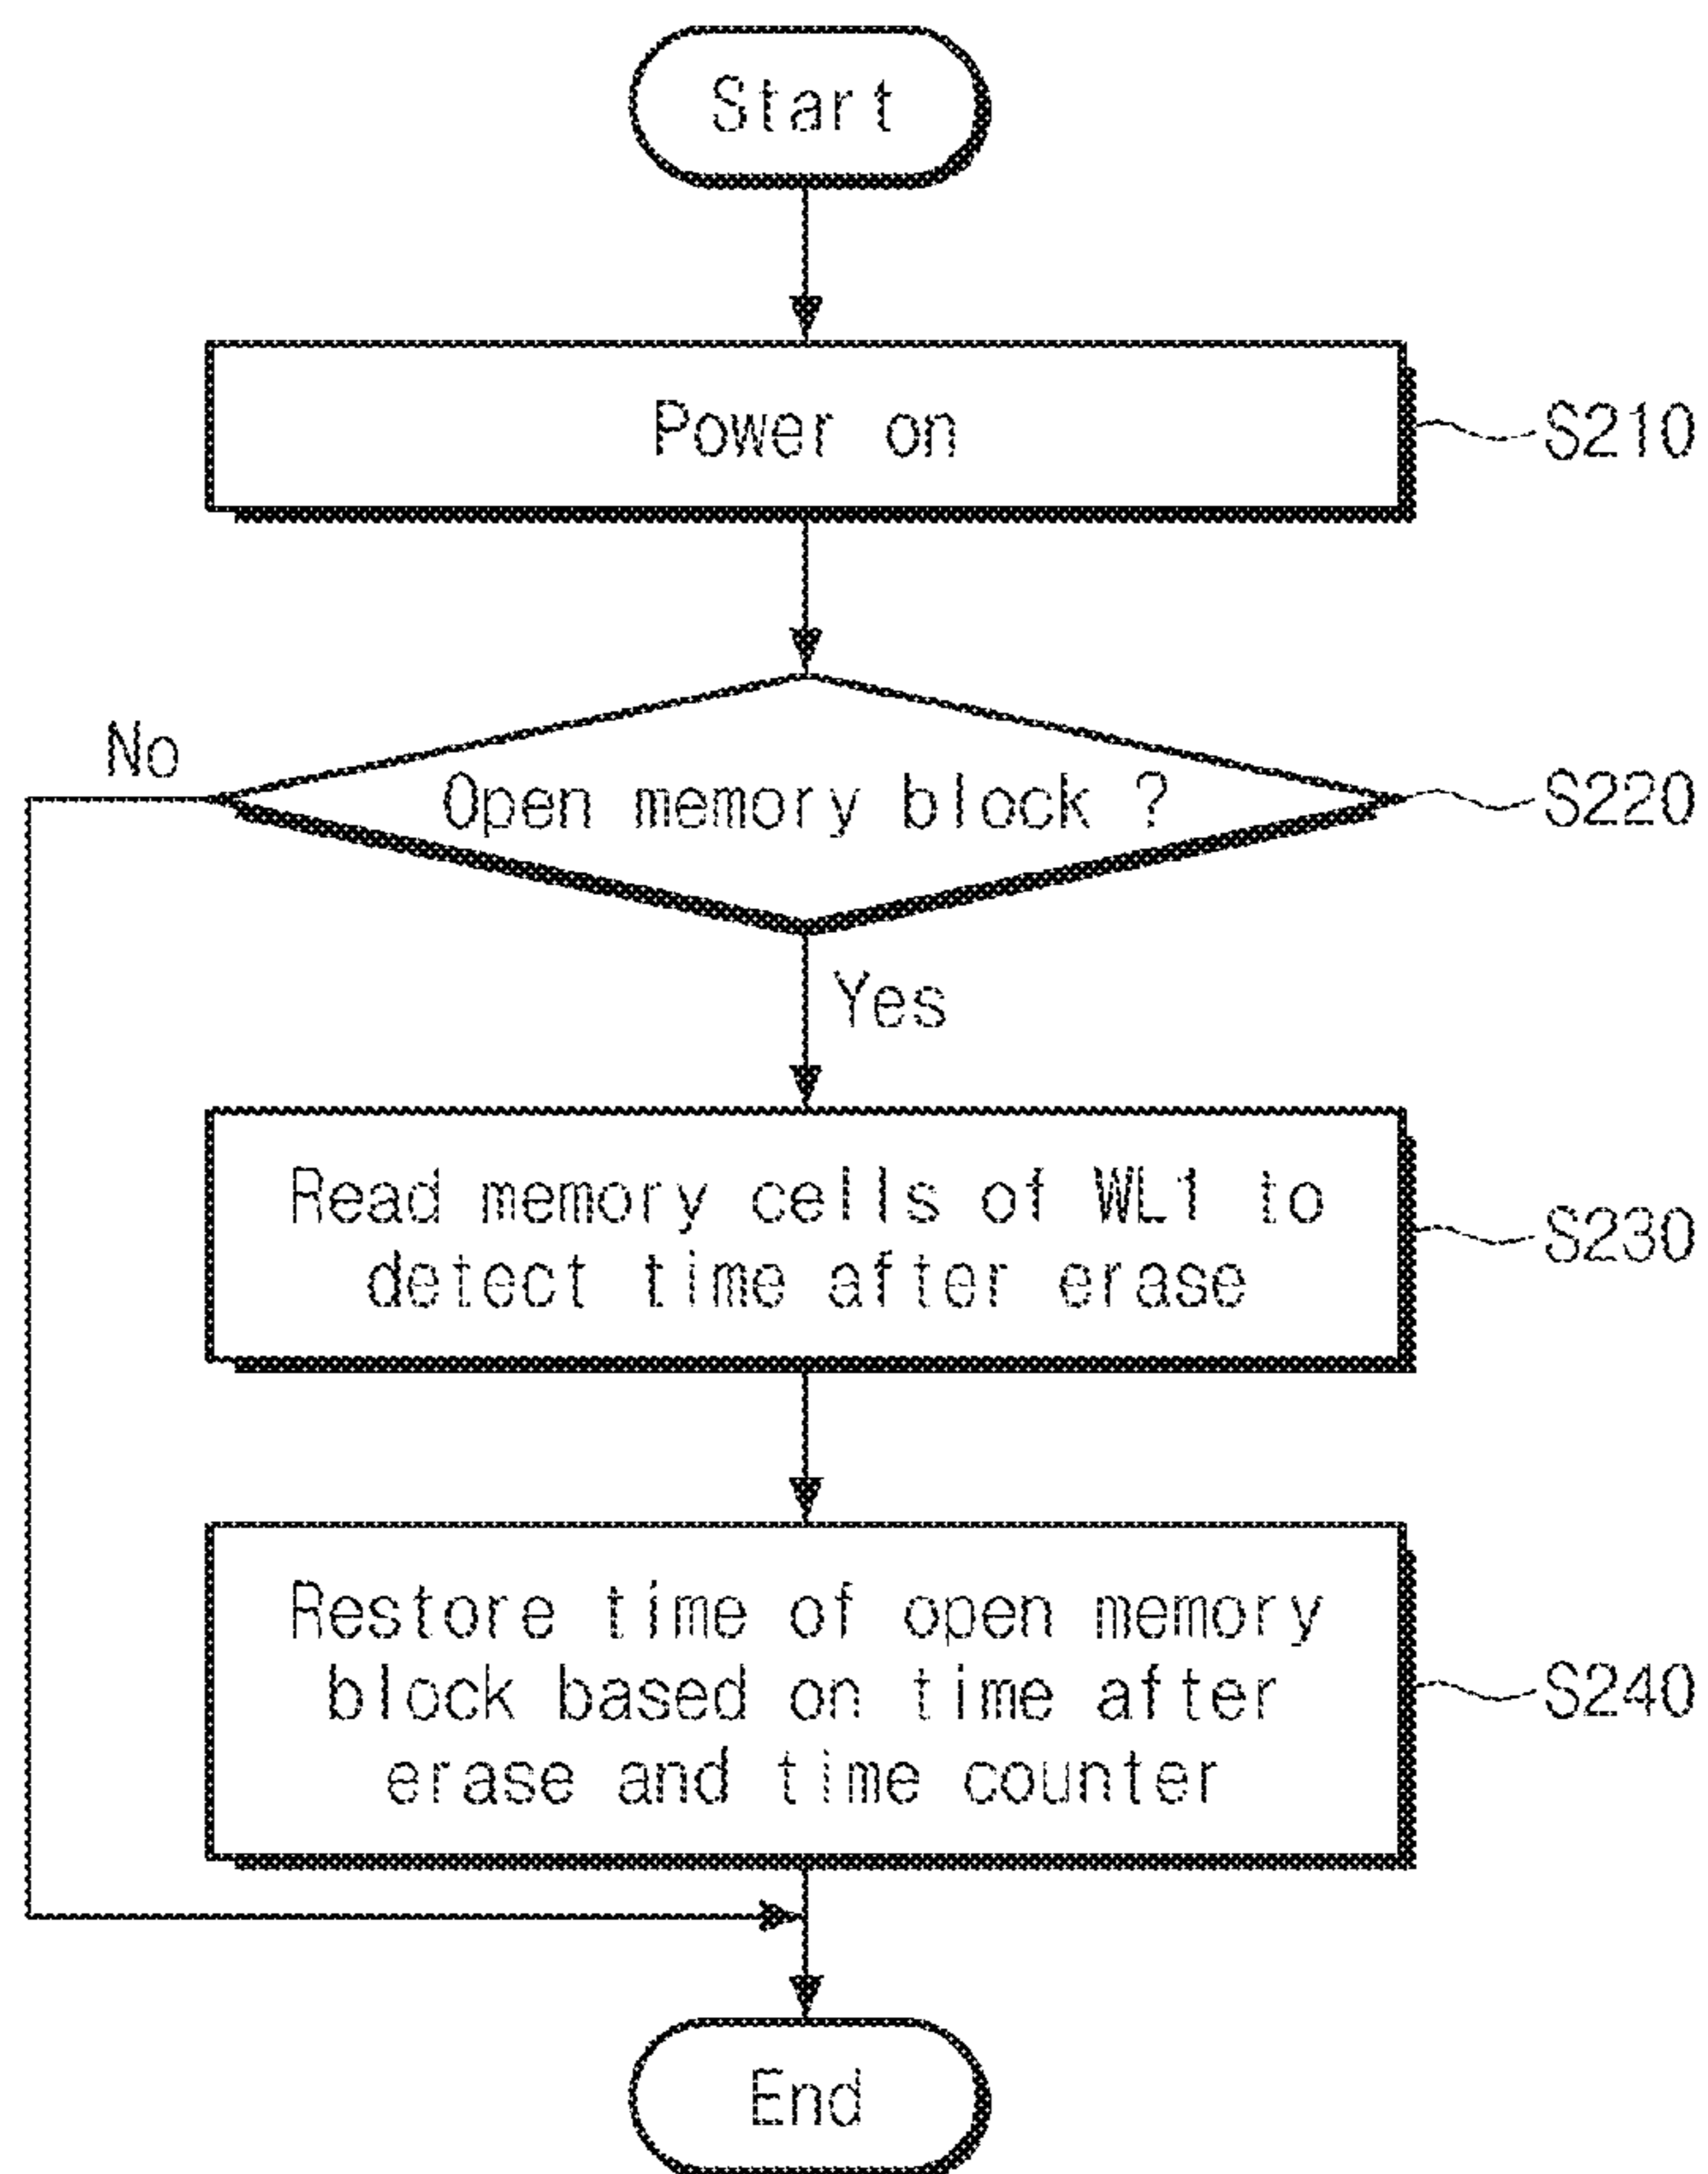 Start
Power on
S210
No
Open memory block ?
S220
Yes
Read memory cells of WL1 to
detect time after erase
S230
Restore time of open memory
block based on time after
erase and time counter
S240
End